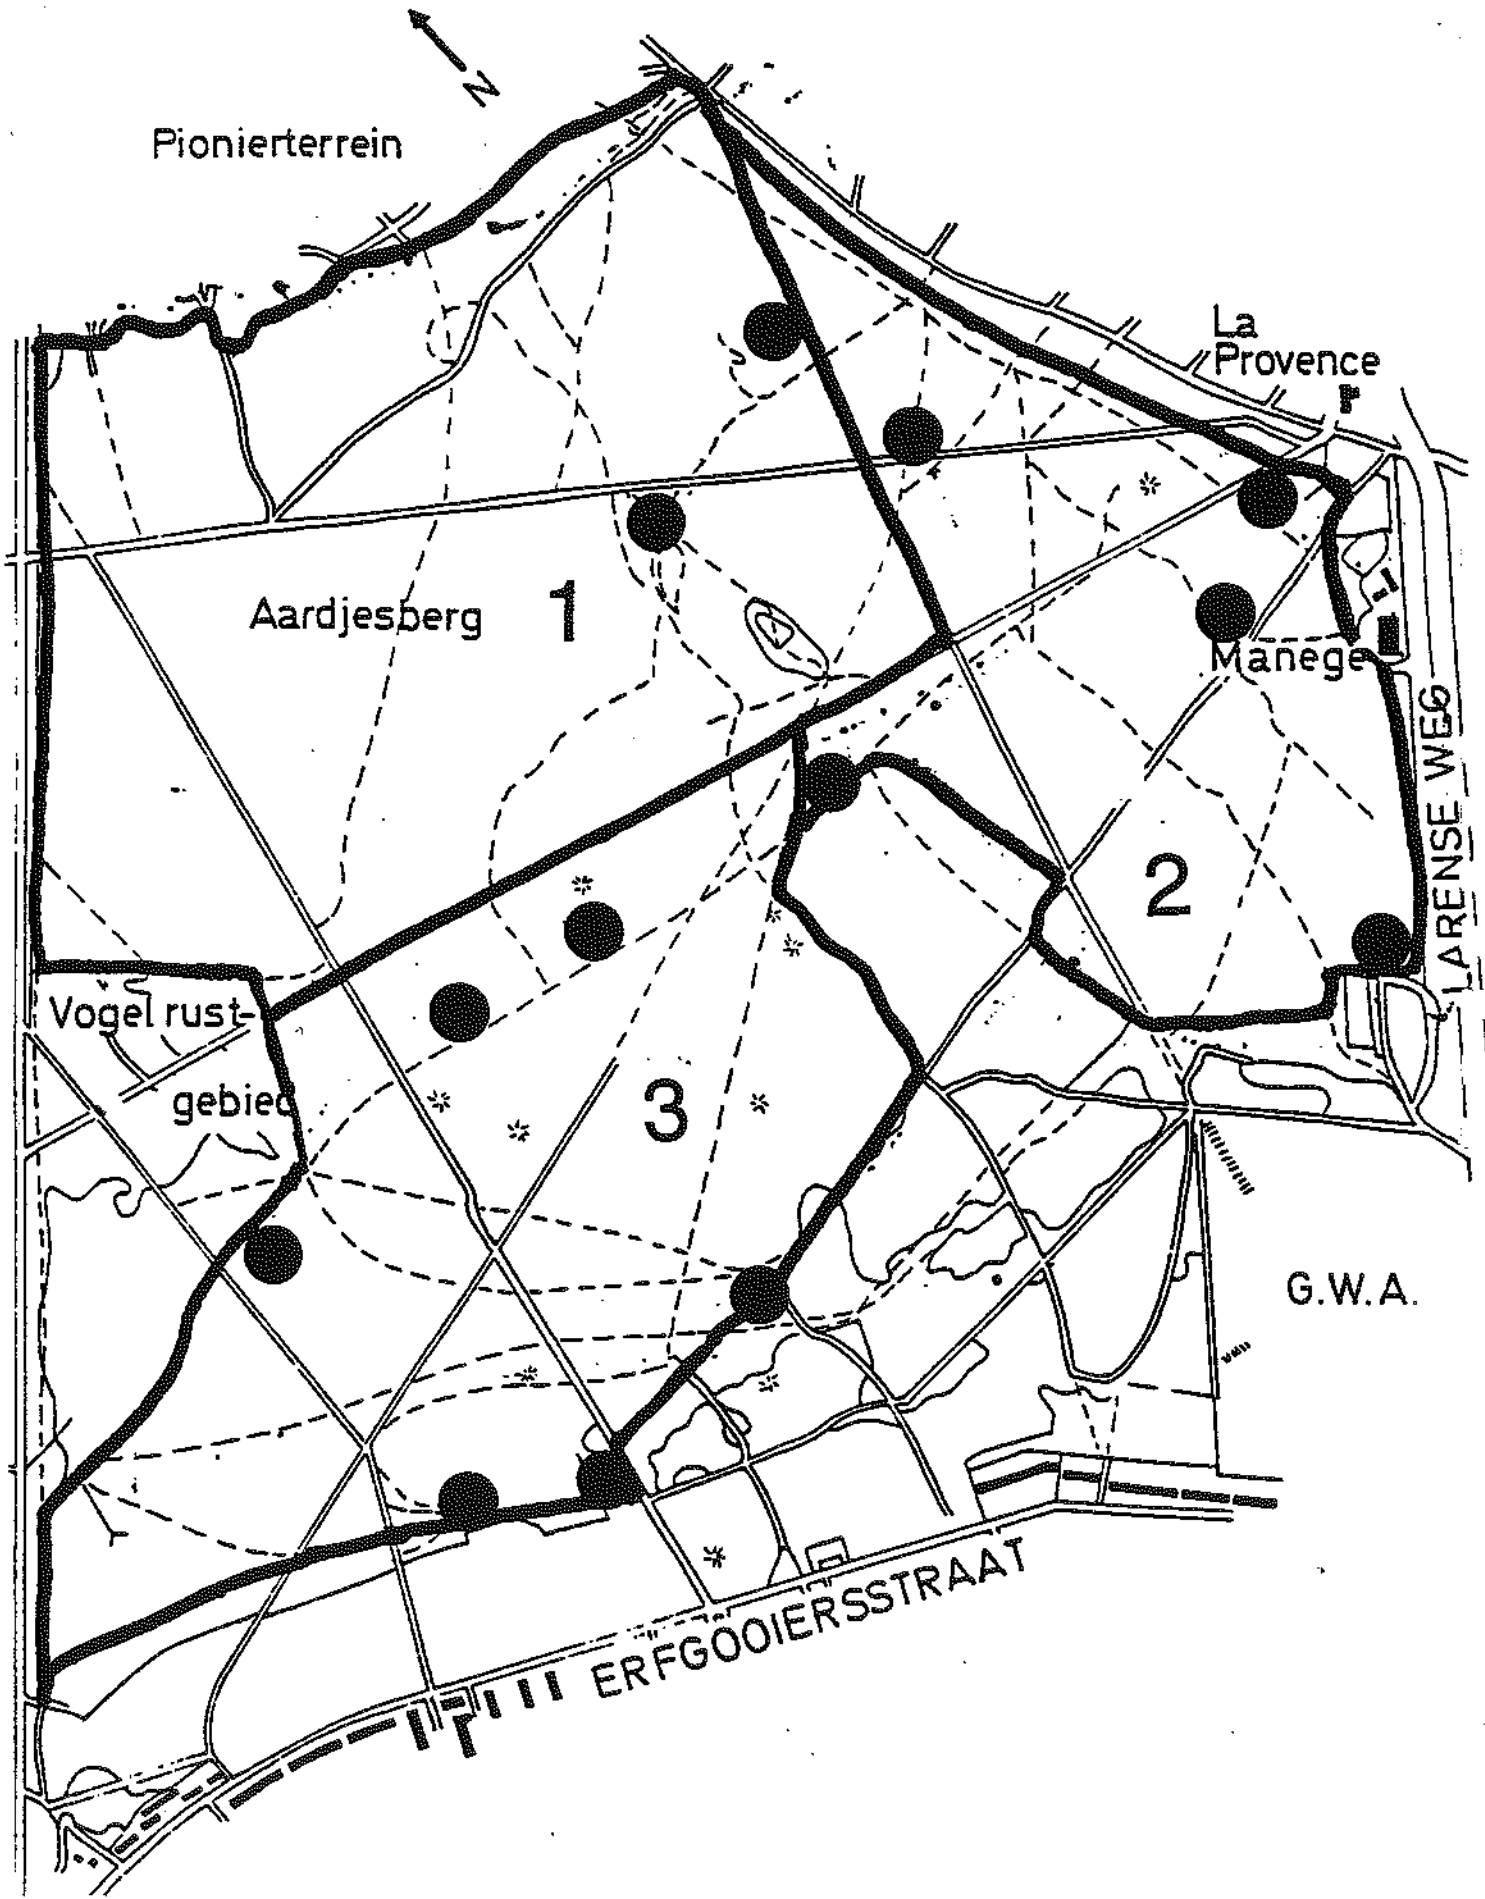 N
Pionierterrein
La
Provence
Aardjesberg
1
Manege
LARENSE WEG
2
Vogel rust-
gebied
3
G.W.A.
ERFGOOIERSSTRAAT